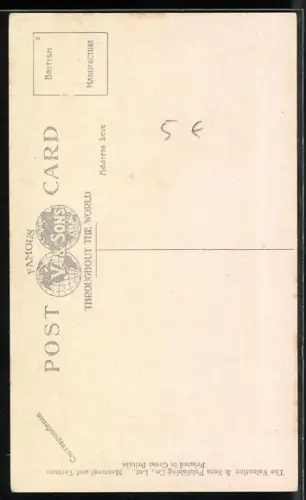 BRITISH
MANUFACTURE
POST CARD
FAMOUS
V & SONS
THROUGHOUT THE WORLD
Address here
Correspondence
5 €
The Valentine & Sons Publishing Co., Ltd., Montreal and Toronto
Printed in Great Britain